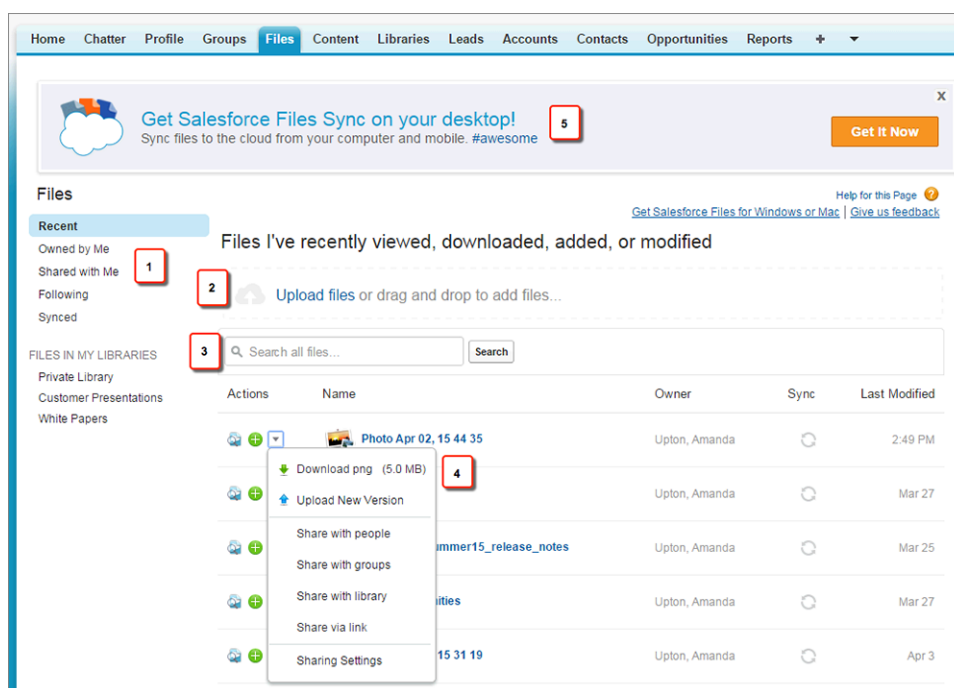 Home Chatter Profile Groups Files Content Libraries Leads Accounts Contacts Opportunities Reports +
X
Get Salesforce Files Sync on your desktop!
Sync files to the cloud from your computer and mobile. #awesome
5
Get It Now
Files
Help for this Page ?
Get Salesforce Files for Windows or Mac | Give us feedback
Recent
Owned by Me
Shared with Me
Following
Synced
1
FILES IN MY LIBRARIES
Private Library
Customer Presentations
White Papers
Files I've recently viewed, downloaded, added, or modified
2
Upload files or drag and drop to add files...
3
Search all files... Search
Actions Name Owner Sync Last Modified
Photo Apr 02, 15 44 35 Upton, Amanda 2:49 PM
Download png (5.0 MB)
4
Upload New Version
Share with people
Share with groups
Share with library
Share via link
Sharing Settings
Upton, Amanda Mar 27
ummer15_release_notes Upton, Amanda Mar 25
ities Upton, Amanda Mar 27
15 31 19 Upton, Amanda Apr 3